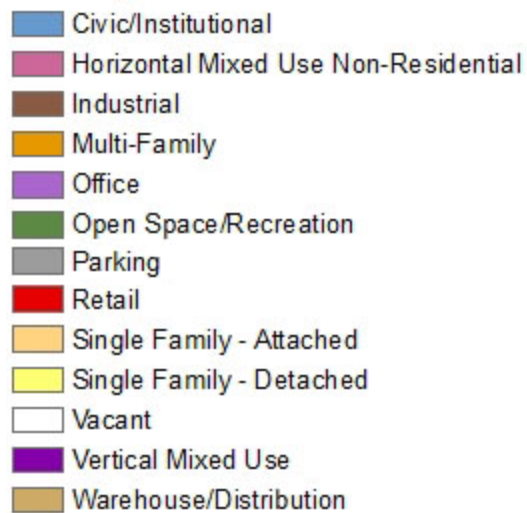 Civic/Institutional
Horizontal Mixed Use Non-Residential
Industrial
Multi-Family
Office
Open Space/Recreation
Parking
Retail
Single Family - Attached
Single Family - Detached
Vacant
Vertical Mixed Use
Warehouse/Distribution